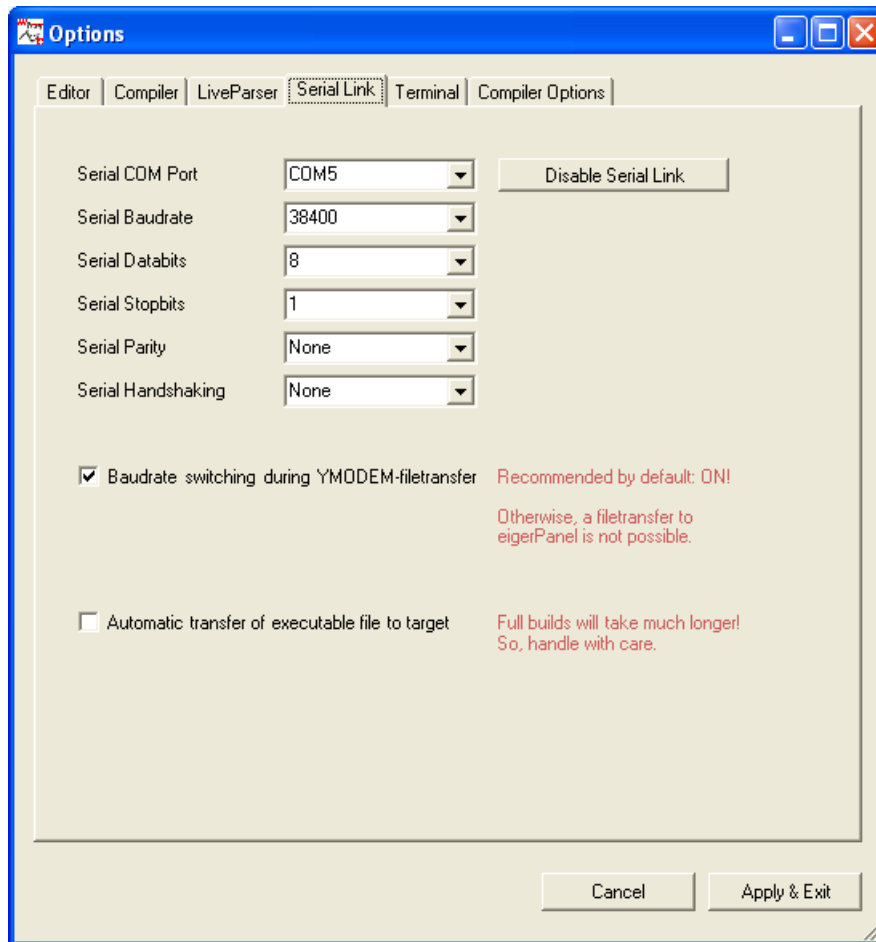 Options
Editor Compiler LiveParser Serial Link Terminal Compiler Options
Serial COM Port COM5 Disable Serial Link
Serial Baudrate 38400
Serial Databits 8
Serial Stopbits 1
Serial Parity None
Serial Handshaking None
Baudrate switching during YMODEM-filetransfer Recommended by default: ON!
Otherwise, a filetransfer to
eigerPanel is not possible.
Automatic transfer of executable file to target Full builds will take much longer!
So, handle with care.
Cancel Apply & Exit